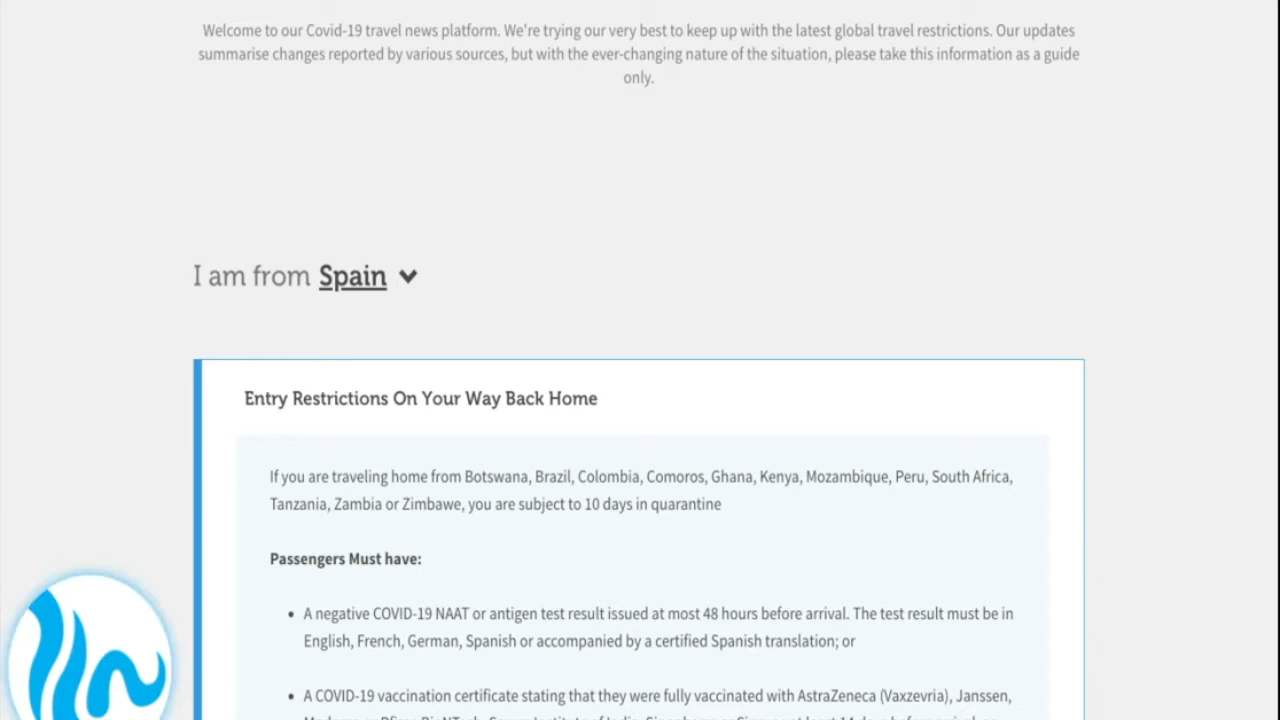 Welcome to our Covid-19 travel news platform. We're trying our very best to keep up with the latest global travel restrictions. Our updates
summarise changes reported by various sources, but with the ever-changing nature of the situation, please take this information as a guide
only.
I am from Spain
Entry Restrictions On Your Way Back Home
If you are traveling home from Botswana, Brazil, Colombia, Comoros, Ghana, Kenya, Mozambique, Peru, South Africa,
Tanzania, Zambia or Zimbawe, you are subject to 10 days in quarantine
Passengers Must have:
• A negative COVID-19 NAAT or antigen test result issued at most 48 hours before arrival. The test result must be in
English, French, German, Spanish or accompanied by a certified Spanish translation; or
• A COVID-19 vaccination certificate stating that they were fully vaccinated with AstraZeneca (Vaxzevria), Janssen,